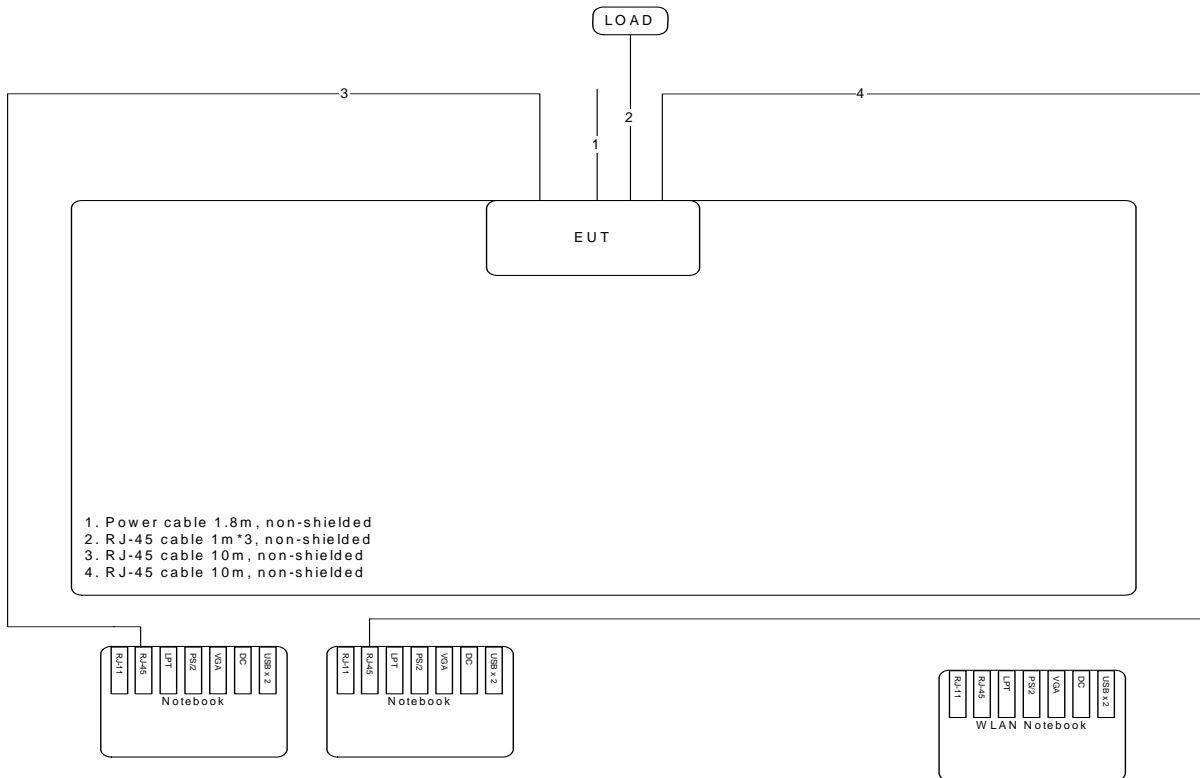 LOAD
3
4
2
1
EUT
1. Power cable 1.8m, non-shielded
2. RJ-45 cable 1m*3, non-shielded
3. RJ-45 cable 10m, non-shielded
4. RJ-45 cable 10m, non-shielded
RJ-11
RJ-45
LPT
PS/2
VGA
DC
USB x 2
Notebook
RJ-11
RJ-45
LPT
PS/2
VGA
DC
USB x 2
Notebook
RJ-11
RJ-45
LPT
PS/2
VGA
DC
USB x 2
WLAN Notebook